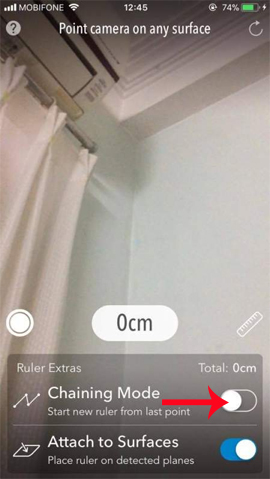 MOBIFONE 12:45 74%
? Point camera on any surface
0cm
Ruler Extras Total: 0cm
Chaining Mode
Start new ruler from last point
Attach to Surfaces
Place ruler on detected planes